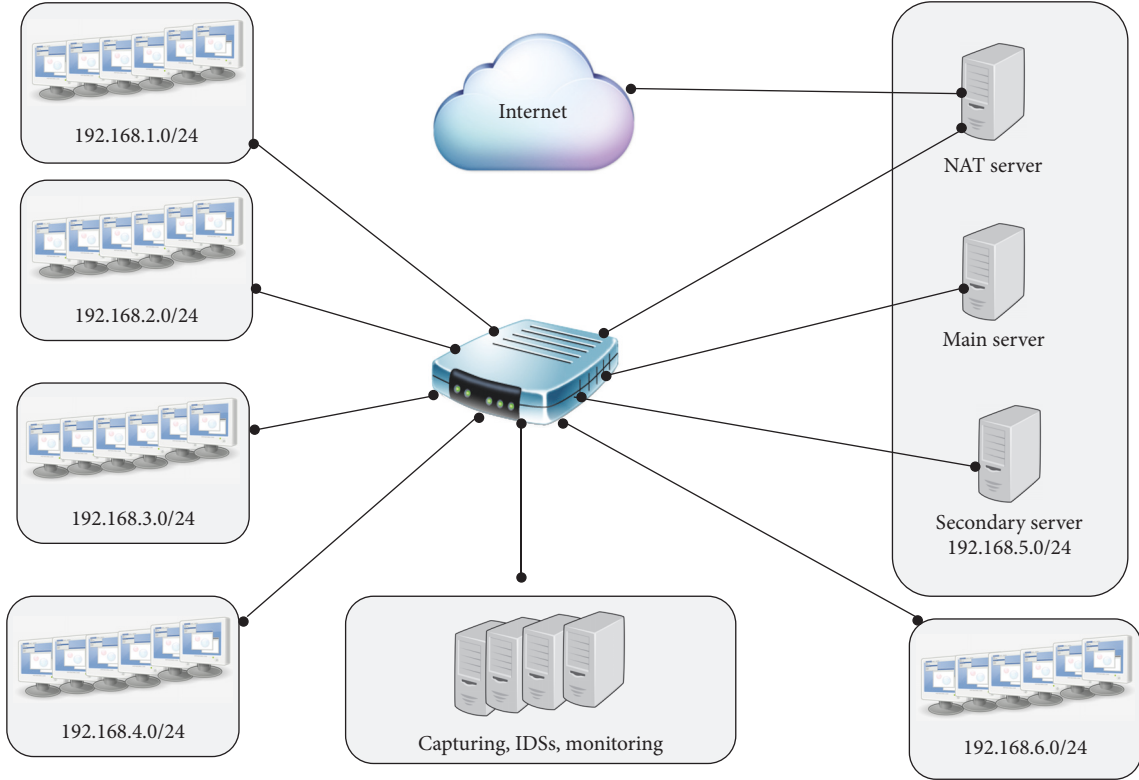 192.168.1.0/24
Internet
NAT server
192.168.2.0/24
Main server
192.168.3.0/24
Secondary server
192.168.5.0/24
192.168.4.0/24
Capturing, IDSs, monitoring
192.168.6.0/24